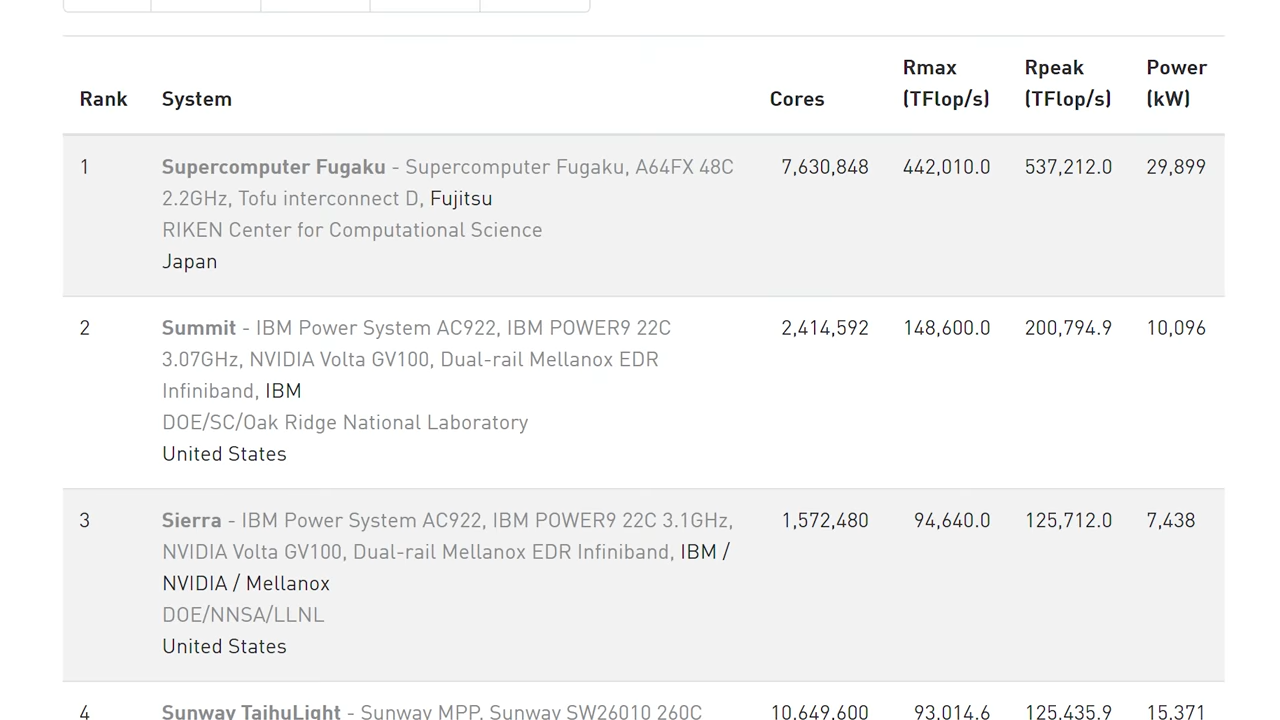 Rank System Cores Rmax (TFlop/s) Rpeak (TFlop/s) Power (kW)
1 Supercomputer Fugaku - Supercomputer Fugaku, A64FX 48C 7,630,848 442,010.0 537,212.0 29,899
2.2GHz, Tofu interconnect D, Fujitsu
RIKEN Center for Computational Science
Japan
2 Summit - IBM Power System AC922, IBM POWER9 22C 2,414,592 148,600.0 200,794.9 10,096
3.07GHz, NVIDIA Volta GV100, Dual-rail Mellanox EDR
Infiniband, IBM
DOE/SC/Oak Ridge National Laboratory
United States
3 Sierra - IBM Power System AC922, IBM POWER9 22C 3.1GHz, 1,572,480 94,640.0 125,712.0 7,438
NVIDIA Volta GV100, Dual-rail Mellanox EDR Infiniband, IBM /
NVIDIA / Mellanox
DOE/NNSA/LLNL
United States
4 Sunway TaihuLight - Sunway MPP, Sunway SW26010 260C 10,649,600 93,014.6 125,435.9 15,371